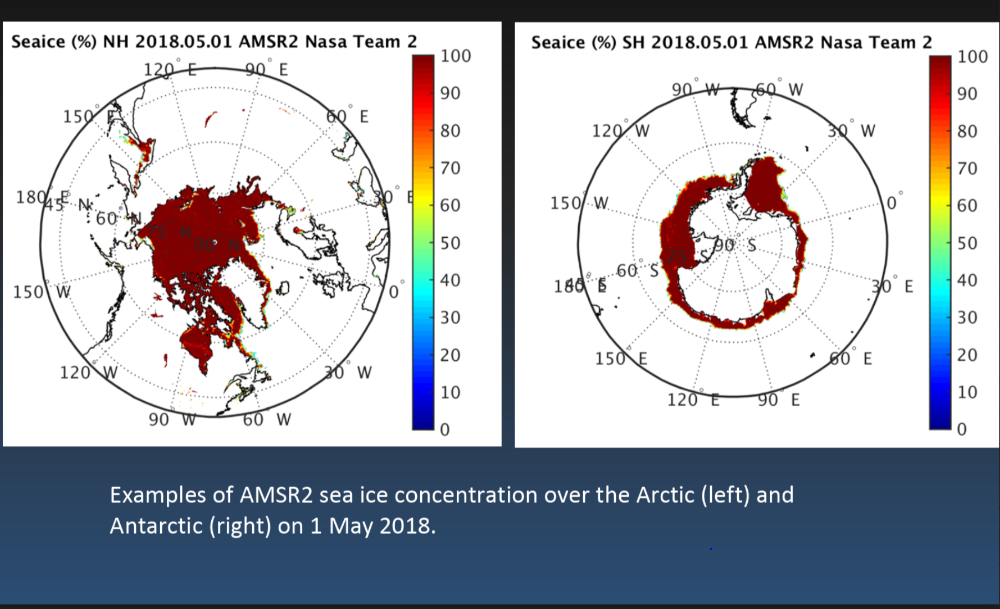 Seaice (%) NH 2018.05.01 AMSR2 Nasa Team 2
120° E
90° E
150° E
60° E
180° E
45° N
60° N
75° N
90° N
30° E
150° W
0°
120° W
30° W
90° W
60° W
100
90
80
70
60
50
40
30
20
10
0
Seaice (%) SH 2018.05.01 AMSR2 Nasa Team 2
90° W
60° W
120° W
30° W
150° W
0°
90° S
75° S
60° S
45° S
180° E
30° E
150° E
60° E
120° E
90° E
100
90
80
70
60
50
40
30
20
10
0
Examples of AMSR2 sea ice concentration over the Arctic (left) and
Antarctic (right) on 1 May 2018.